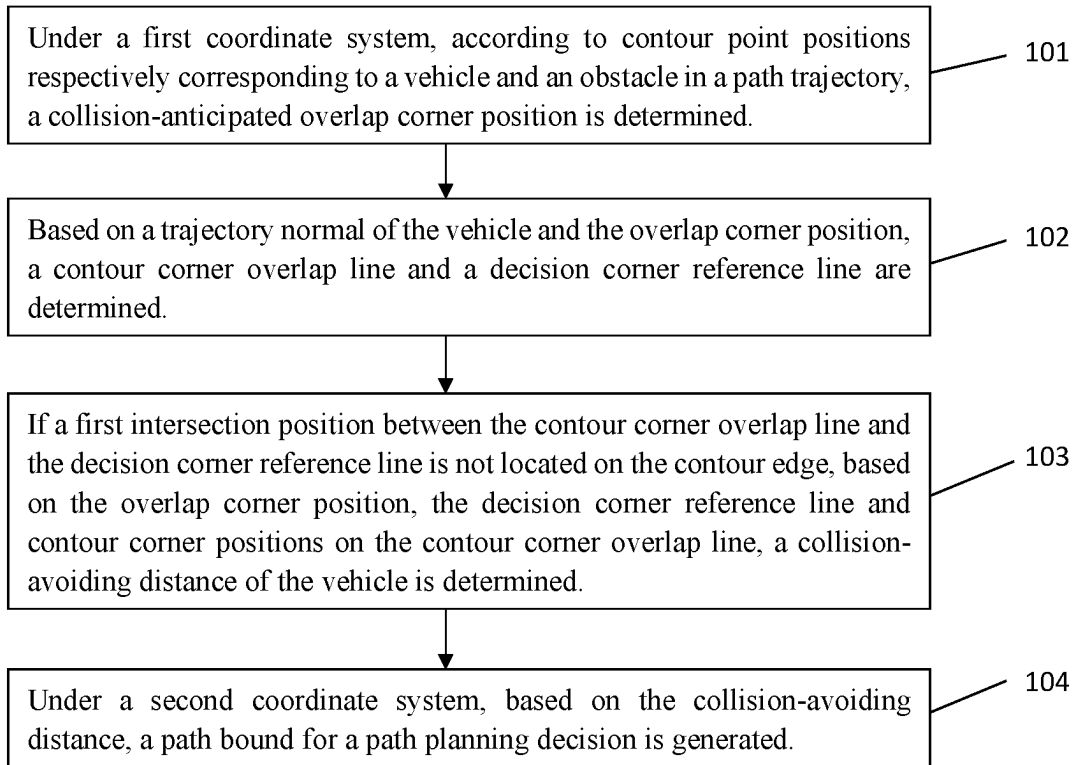 Under a first coordinate system, according to contour point positions
respectively corresponding to a vehicle and an obstacle in a path trajectory,
a collision-anticipated overlap corner position is determined.
101
Based on a trajectory normal of the vehicle and the overlap corner position,
a contour corner overlap line and a decision corner reference line are
determined.
102
If a first intersection position between the contour corner overlap line and
the decision corner reference line is not located on the contour edge, based
on the overlap corner position, the decision corner reference line and
contour corner positions on the contour corner overlap line, a collision-
avoiding distance of the vehicle is determined.
103
Under a second coordinate system, based on the collision-avoiding
distance, a path bound for a path planning decision is generated.
104